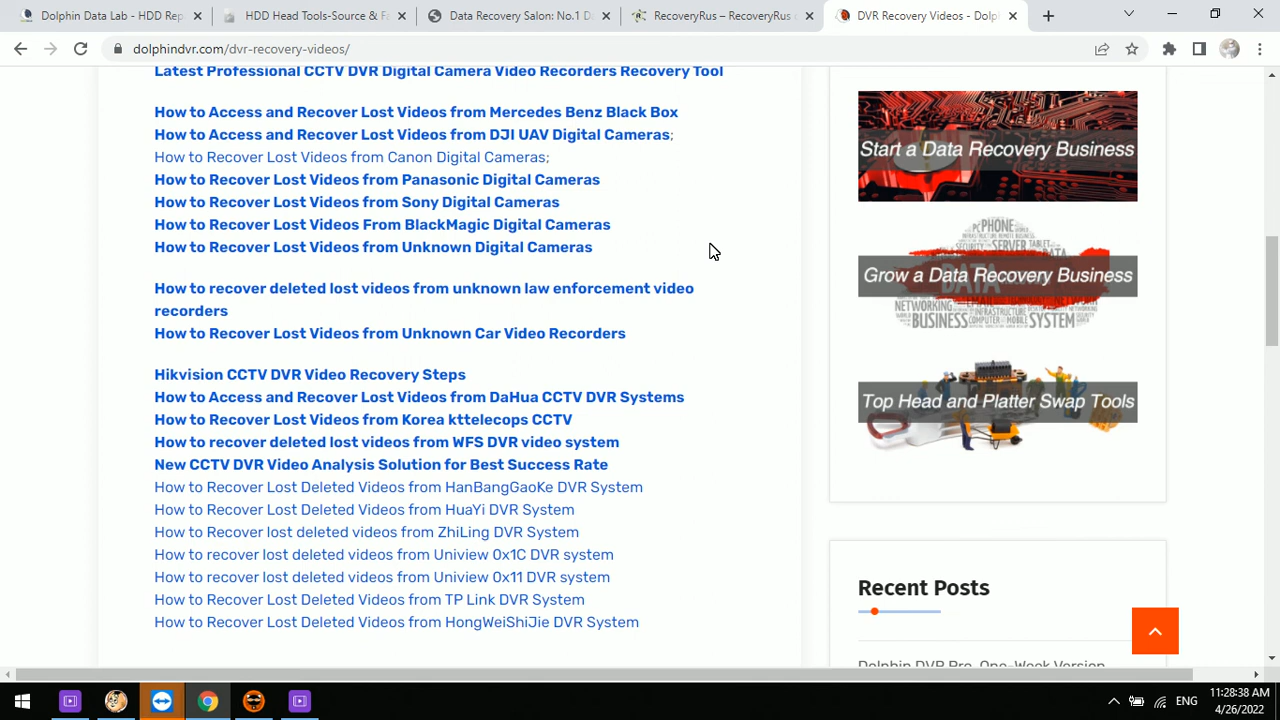 Dolphin Data Lab - HDD Rep
HDD Head Tools-Source & Fa
Data Recovery Salon: No.1 D
RecoveryRus – RecoveryRus o
DVR Recovery Videos - Dolp
dolphindvr.com/dvr-recovery-videos/
Latest Professional CCTV DVR Digital Camera Video Recorders Recovery Tool
How to Access and Recover Lost Videos from Mercedes Benz Black Box
How to Access and Recover Lost Videos from DJI UAV Digital Cameras;
How to Recover Lost Videos from Canon Digital Cameras;
How to Recover Lost Videos from Panasonic Digital Cameras
How to Recover Lost Videos from Sony Digital Cameras
How to Recover Lost Videos From BlackMagic Digital Cameras
How to Recover Lost Videos from Unknown Digital Cameras
How to recover deleted lost videos from unknown law enforcement video
recorders
How to Recover Lost Videos from Unknown Car Video Recorders
Hikvision CCTV DVR Video Recovery Steps
How to Access and Recover Lost Videos from DaHua CCTV DVR Systems
How to Recover Lost Videos from Korea kttelecops CCTV
How to recover deleted lost videos from WFS DVR video system
New CCTV DVR Video Analysis Solution for Best Success Rate
How to Recover Lost Deleted Videos from HanBangGaoKe DVR System
How to Recover Lost Deleted Videos from HuaYi DVR System
How to Recover lost deleted videos from ZhiLing DVR System
How to recover lost deleted videos from Uniview 0x1C DVR system
How to recover lost deleted videos from Uniview 0x11 DVR system
How to Recover Lost Deleted Videos from TP Link DVR System
How to Recover Lost Deleted Videos from HongWeiShiJie DVR System
Start a Data Recovery Business
PHONE
SERVER
DATA
Grow a Data Recovery Business
NETWORKING
BUSINESS
SYSTEM
Top Head and Platter Swap Tools
Recent Posts
Dolphin DVR Pro, One-Week Version
ENG
11:28:38 AM
4/26/2022